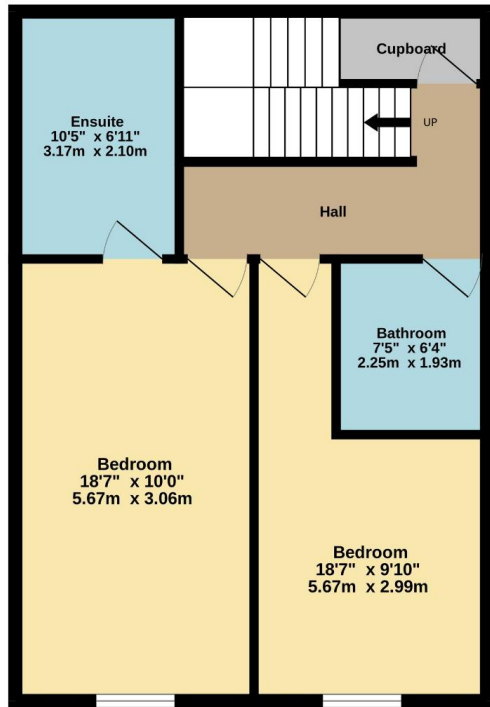 Cupboard
Ensuite
10'5" x 6'11"
3.17m x 2.10m
UP
Hall
Bathroom
7'5" x 6'4"
2.25m x 1.93m
Bedroom
18'7" x 10'0"
5.67m x 3.06m
Bedroom
18'7" x 9'10"
5.67m x 2.99m